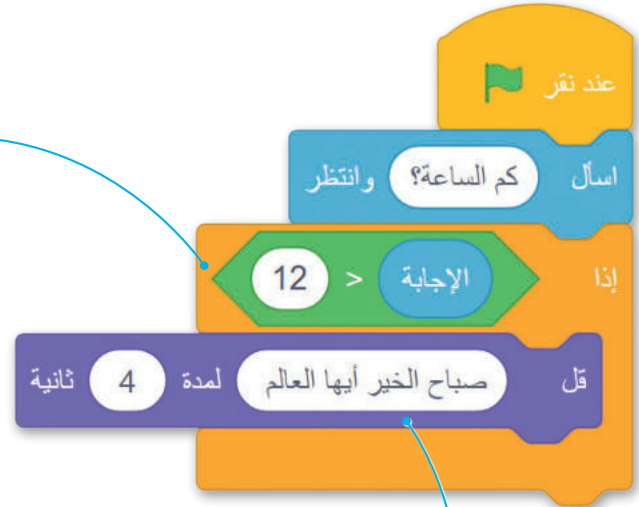 عند نقر
اسأل كم الساعة؟ وانتظر
إذا الإجابة < 12
قل صباح الخير أيها العالم لمدة 4 ثانية